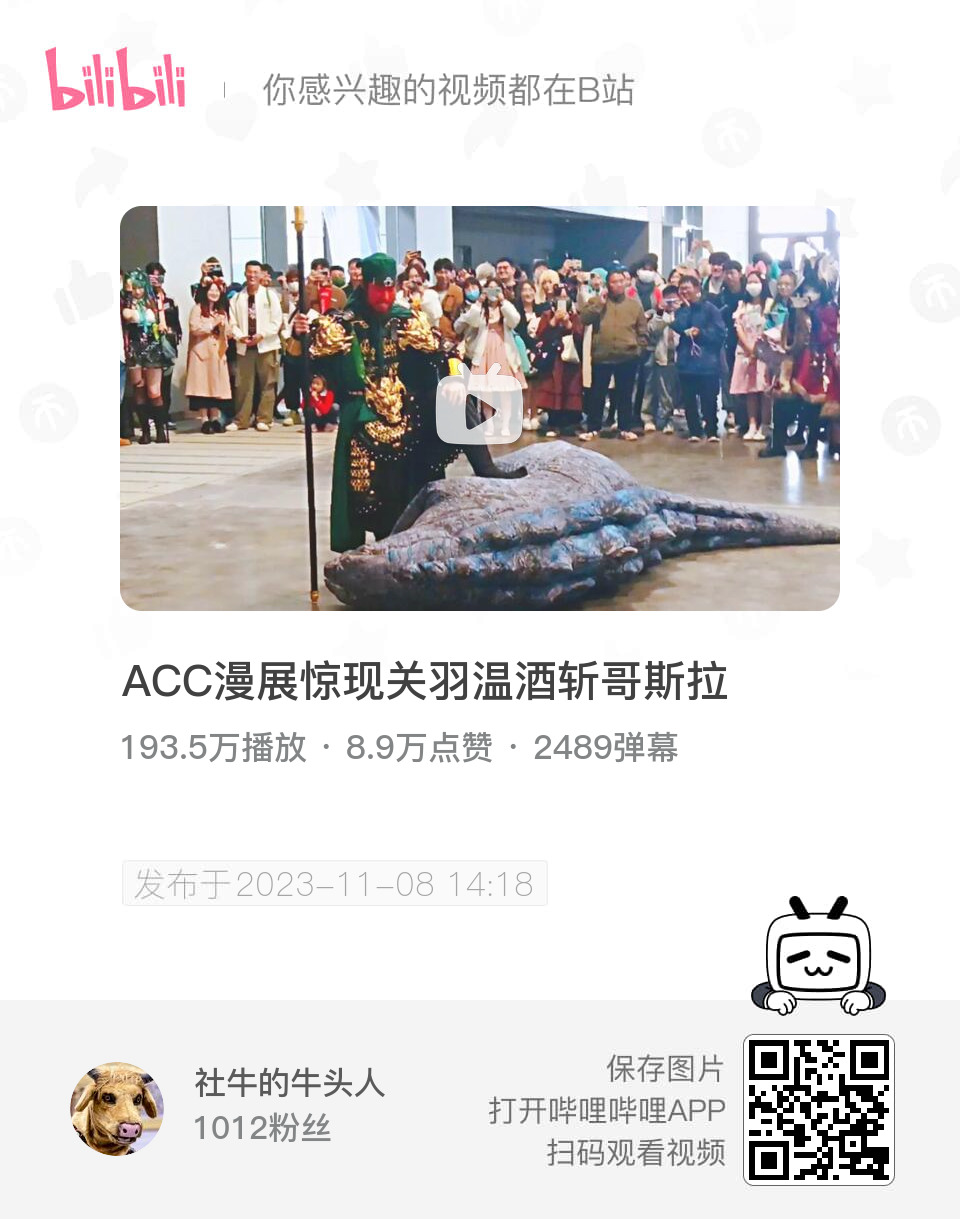 bilibili
你感兴趣的视频都在B站
ACC漫展惊现关羽温酒斩哥斯拉
193.5万播放 · 8.9万点赞 · 2489弹幕
发布于2023-11-08 14:18
社牛的牛头人
1012粉丝
保存图片
打开哔哩哔哩APP
扫码观看视频